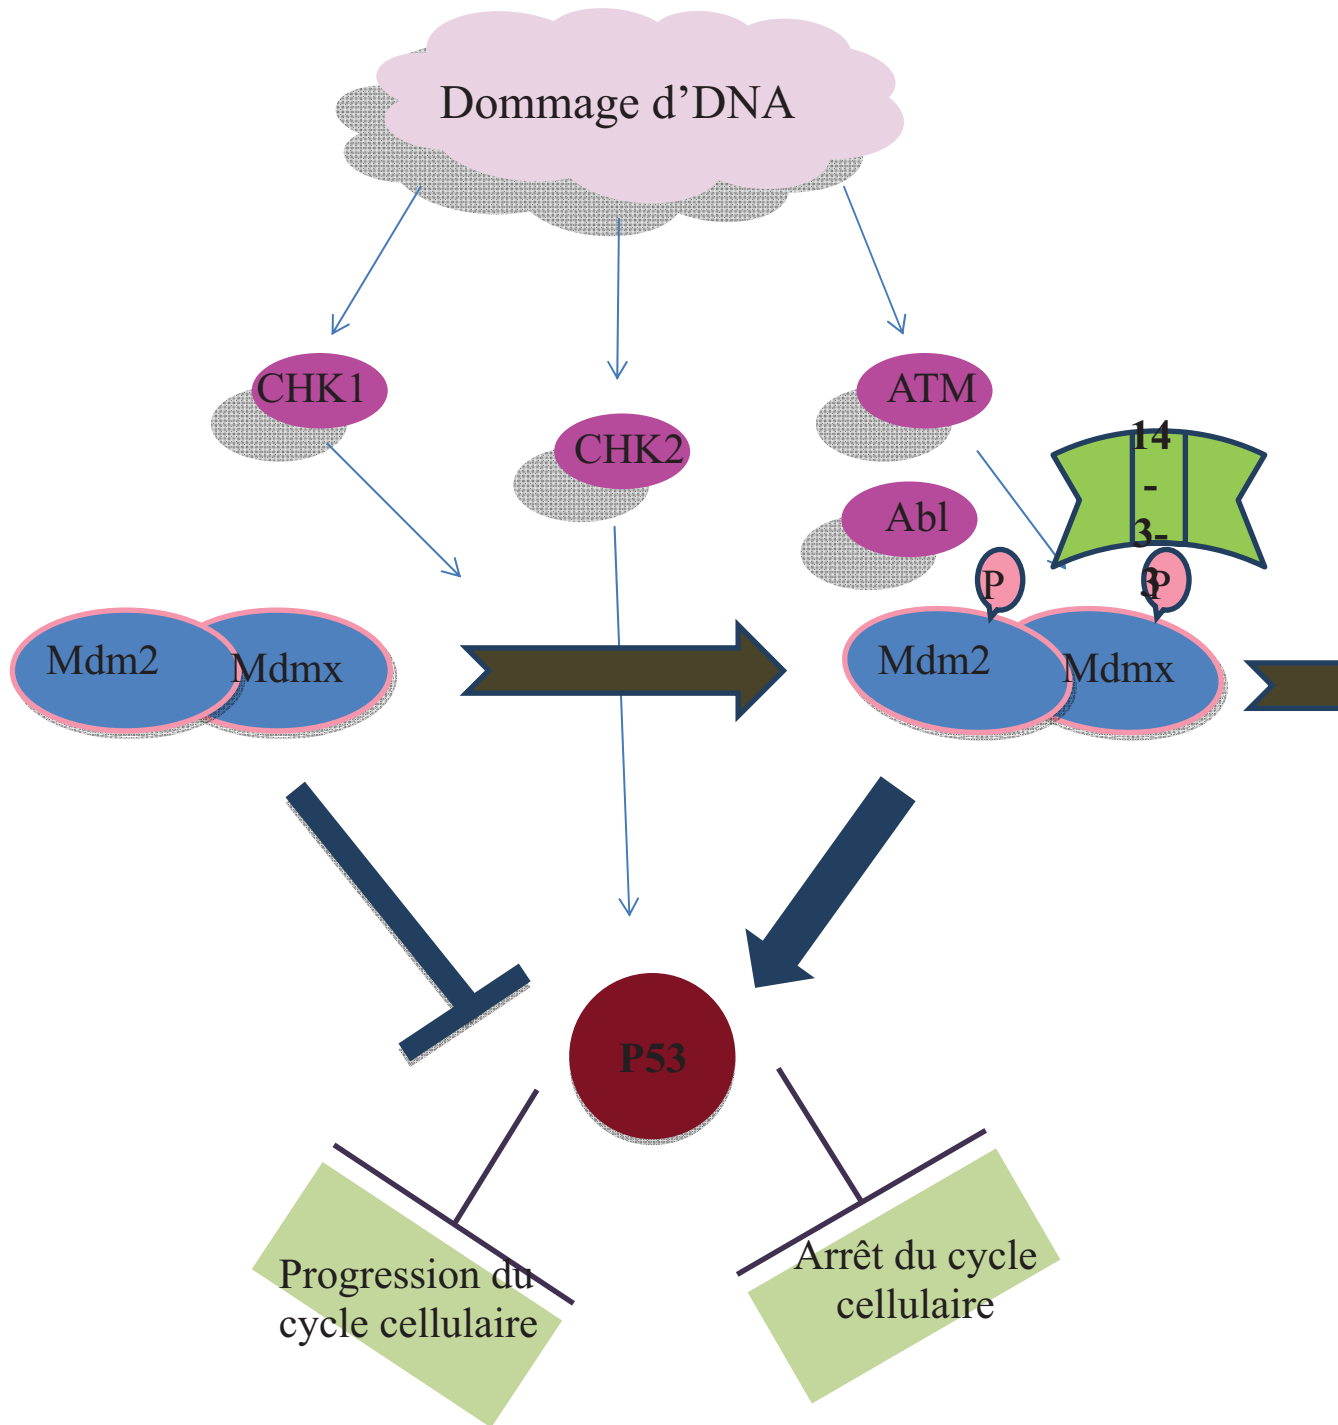 Dommage d’DNA
CHK1
ATM
14
-
3-
3
CHK2
Abl
P
P
Mdm2
Mdmx
Mdm2
Mdmx
P53
Progression du
cycle cellulaire
Arrêt du cycle
cellulaire